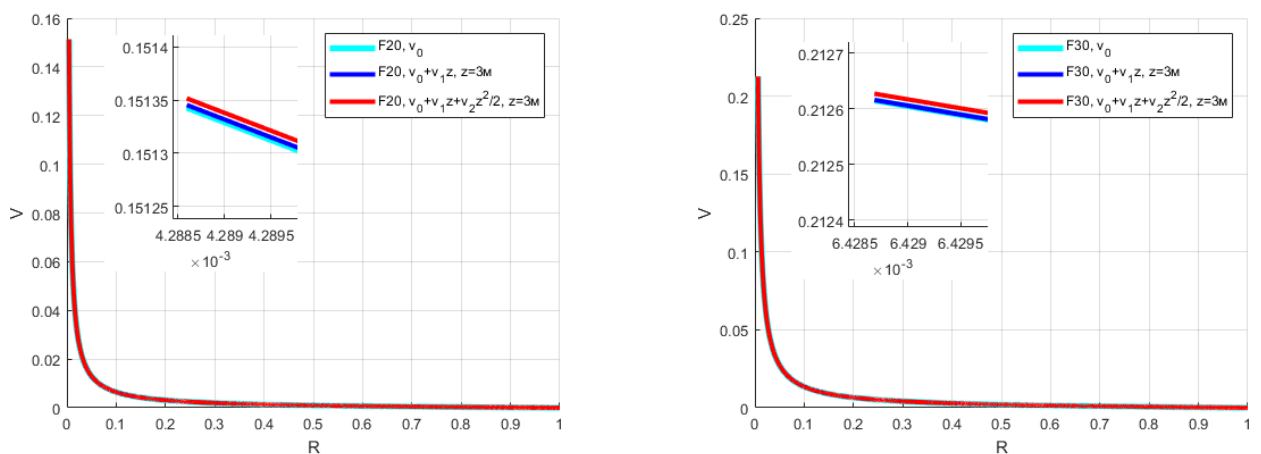 0.16
0.14
0.12
0.1
0.08
0.06
0.04
0.02
0
V
0 0.1 0.2 0.3 0.4 0.5 0.6 0.7 0.8 0.9 1
R
0.1514
0.15135
0.1513
0.15125
4.2885 4.289 4.2895
×10⁻³
F20, v₀
F20, v₀+v₁z, z=3м
F20, v₀+v₁z+v₂z²/2, z=3м
0.25
0.2
0.15
0.1
0.05
0
V
0 0.1 0.2 0.3 0.4 0.5 0.6 0.7 0.8 0.9 1
R
0.2127
0.2126
0.2125
0.2124
6.4285 6.429 6.4295
×10⁻³
F30, v₀
F30, v₀+v₁z, z=3м
F30, v₀+v₁z+v₂z²/2, z=3м